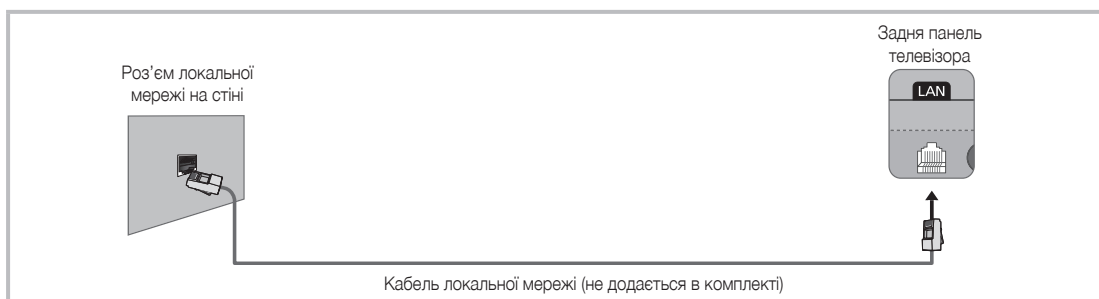 Роз’єм локальної
мережі на стіні
Задня панель
телевізора
LAN
Кабель локальної мережі (не додається в комплекті)